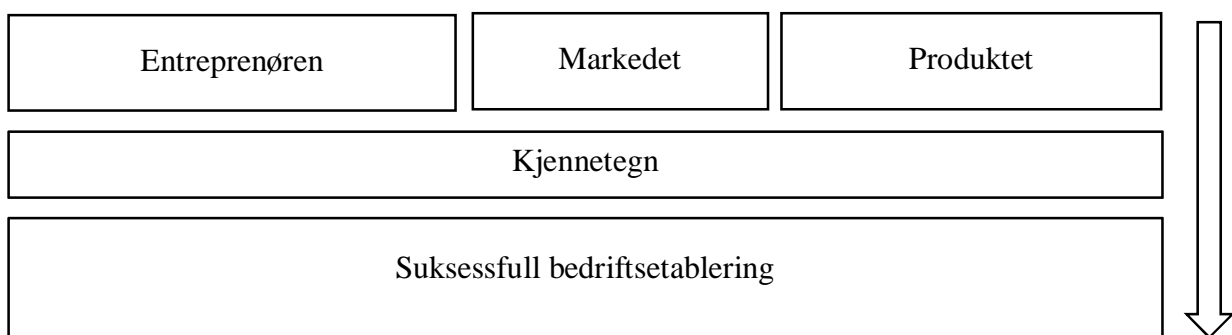 Entreprenøren
Markedet
Produktet
Kjennetegn
Suksessfull bedriftsetablering